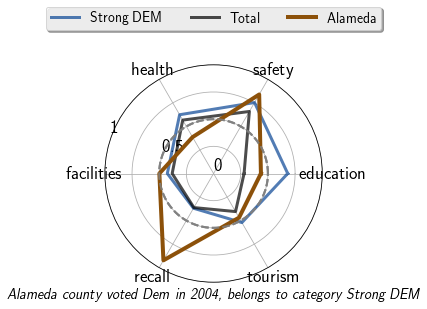 Strong DEM Total Alameda
health safety
1
0.5
0
facilities education
recall tourism
Alameda county voted Dem in 2004, belongs to category Strong DEM